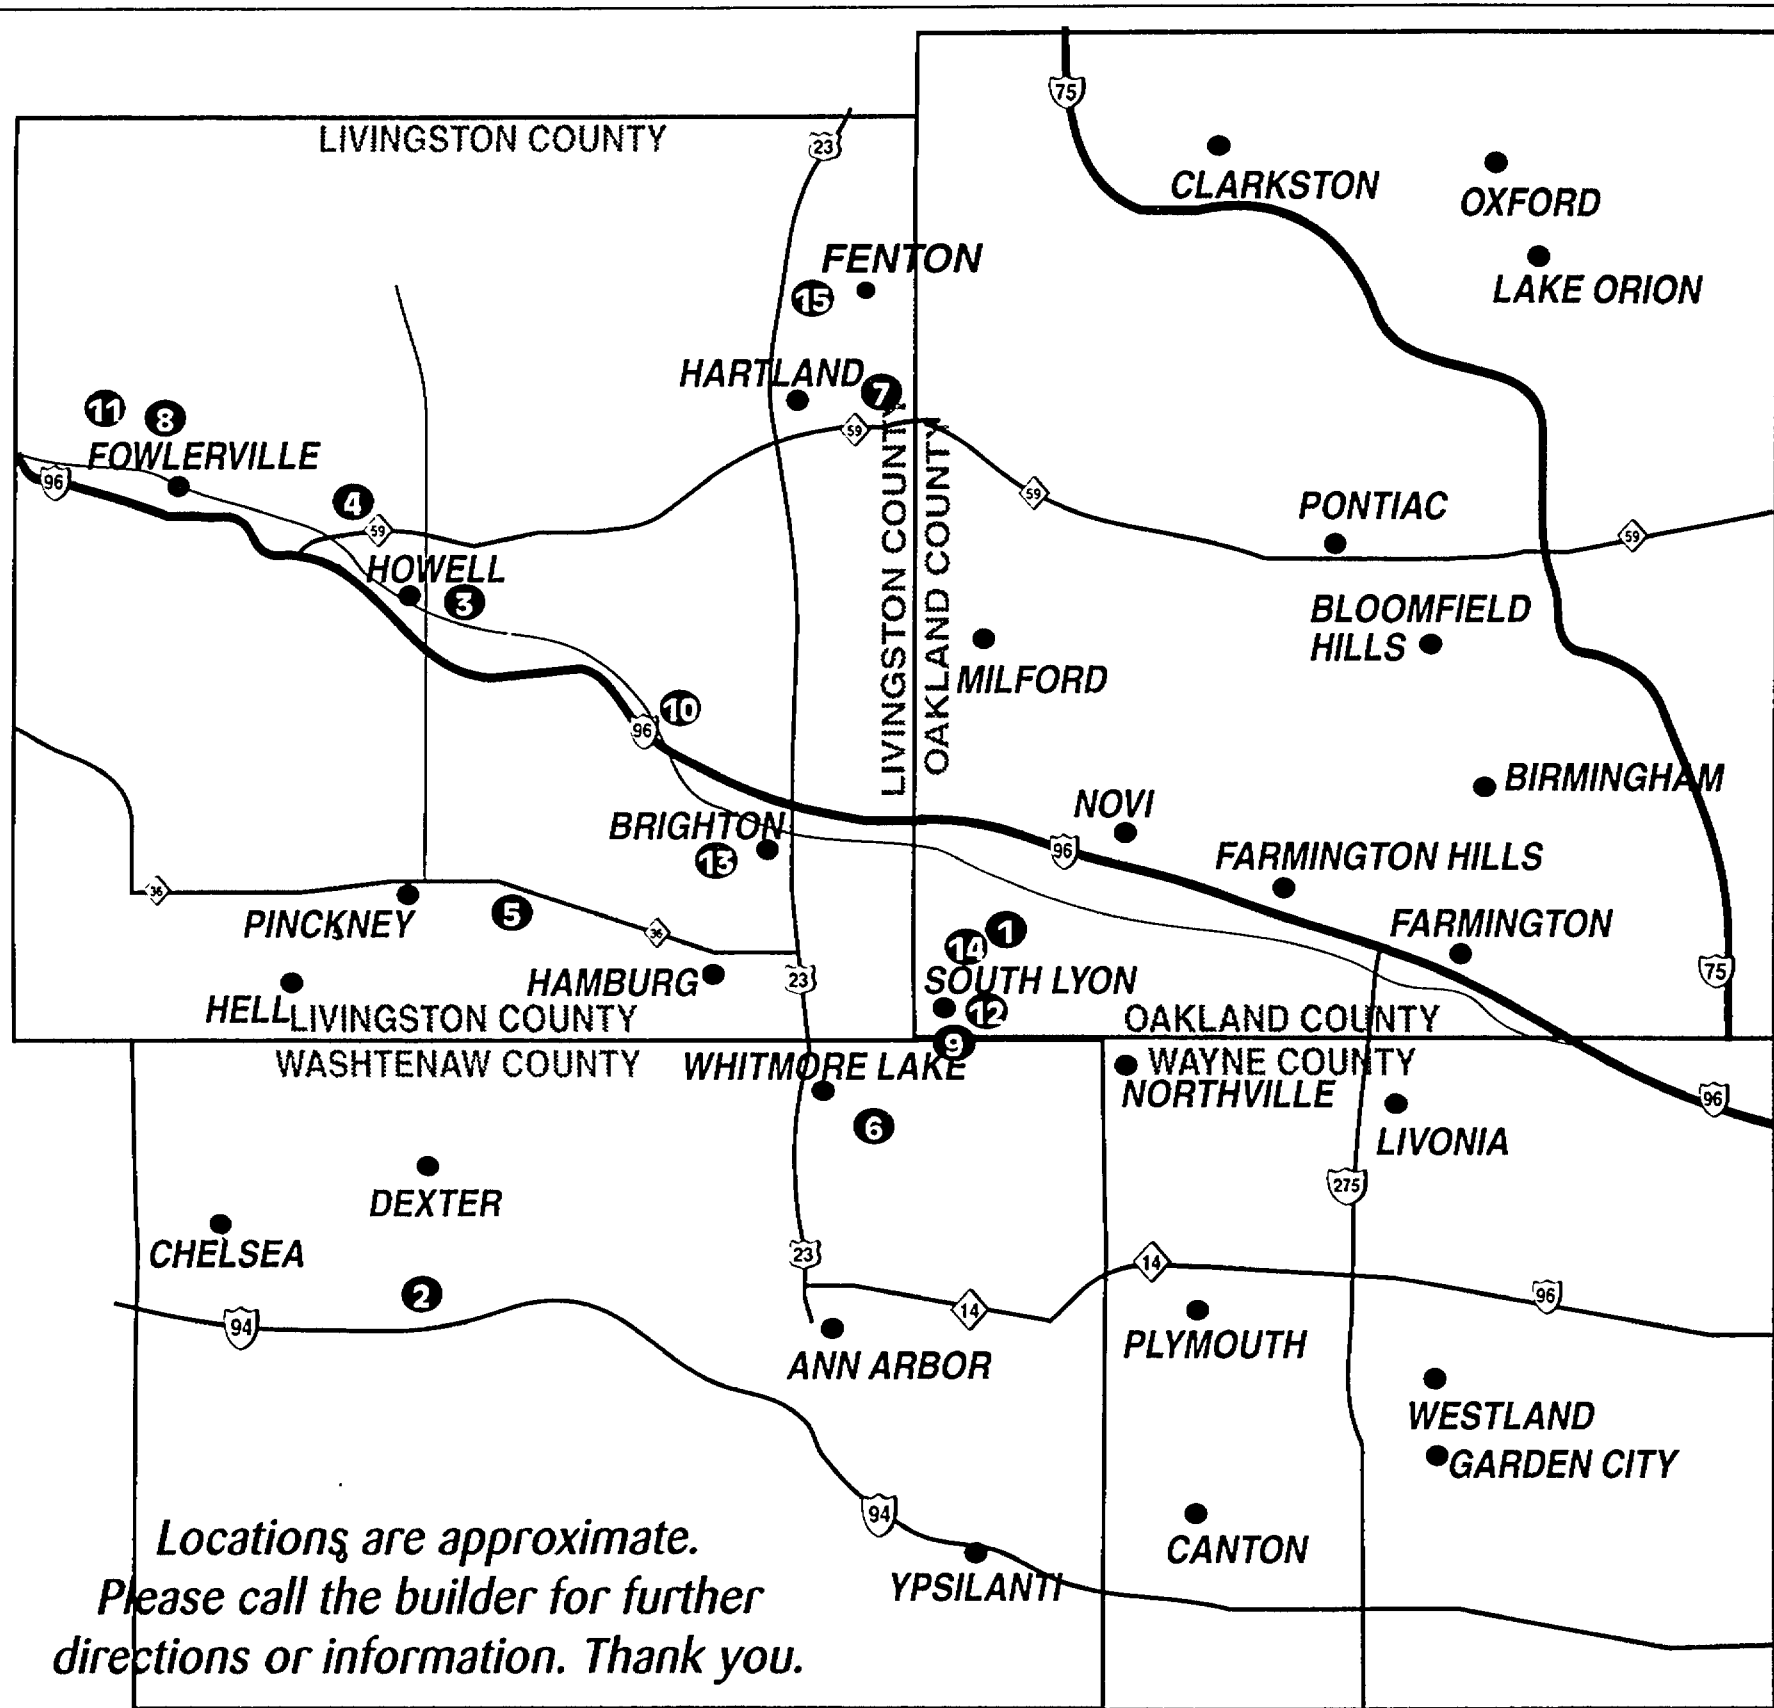 75
LIVINGSTON COUNTY
23
CLARKSTON
OXFORD
FENTON
15
LAKE ORION
HARTLAND
7
11
8
59
FOWLERVILLE
96
4
59
59
LIVINGSTON COUNTY
OAKLAND COUNTY
PONTIAC
59
HOWELL
3
BLOOMFIELD
HILLS
MILFORD
10
96
BIRMINGHAM
NOVI
BRIGHTON
13
96
FARMINGTON HILLS
36
PINCKNEY
5
36
1
14
FARMINGTON
HELL
HAMBURG
23
SOUTH LYON
12
75
LIVINGSTON COUNTY
OAKLAND COUNTY
9
WASHTENAW COUNTY
WHITMORE LAKE
WAYNE COUNTY
NORTHVILLE
96
6
LIVONIA
DEXTER
275
CHELSEA
23
14
2
94
14
96
ANN ARBOR
PLYMOUTH
WESTLAND
GARDEN CITY
94
CANTON
YPSILANTI
Locations are approximate.
Please call the builder for further
directions or information. Thank you.